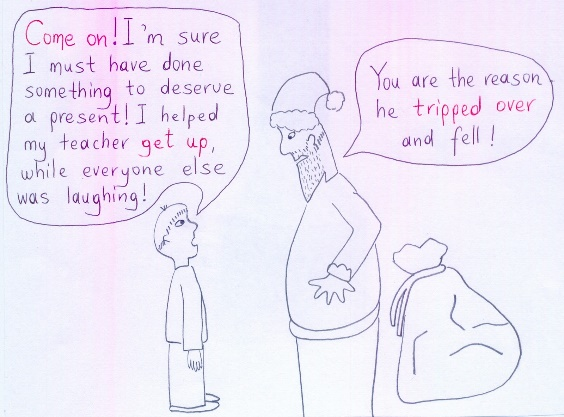 Come on! I'm sure
I must have done
something to deserve
a present! I helped
my teacher get up,
while everyone else
was laughing!
You are the reason
he tripped over
and fell!